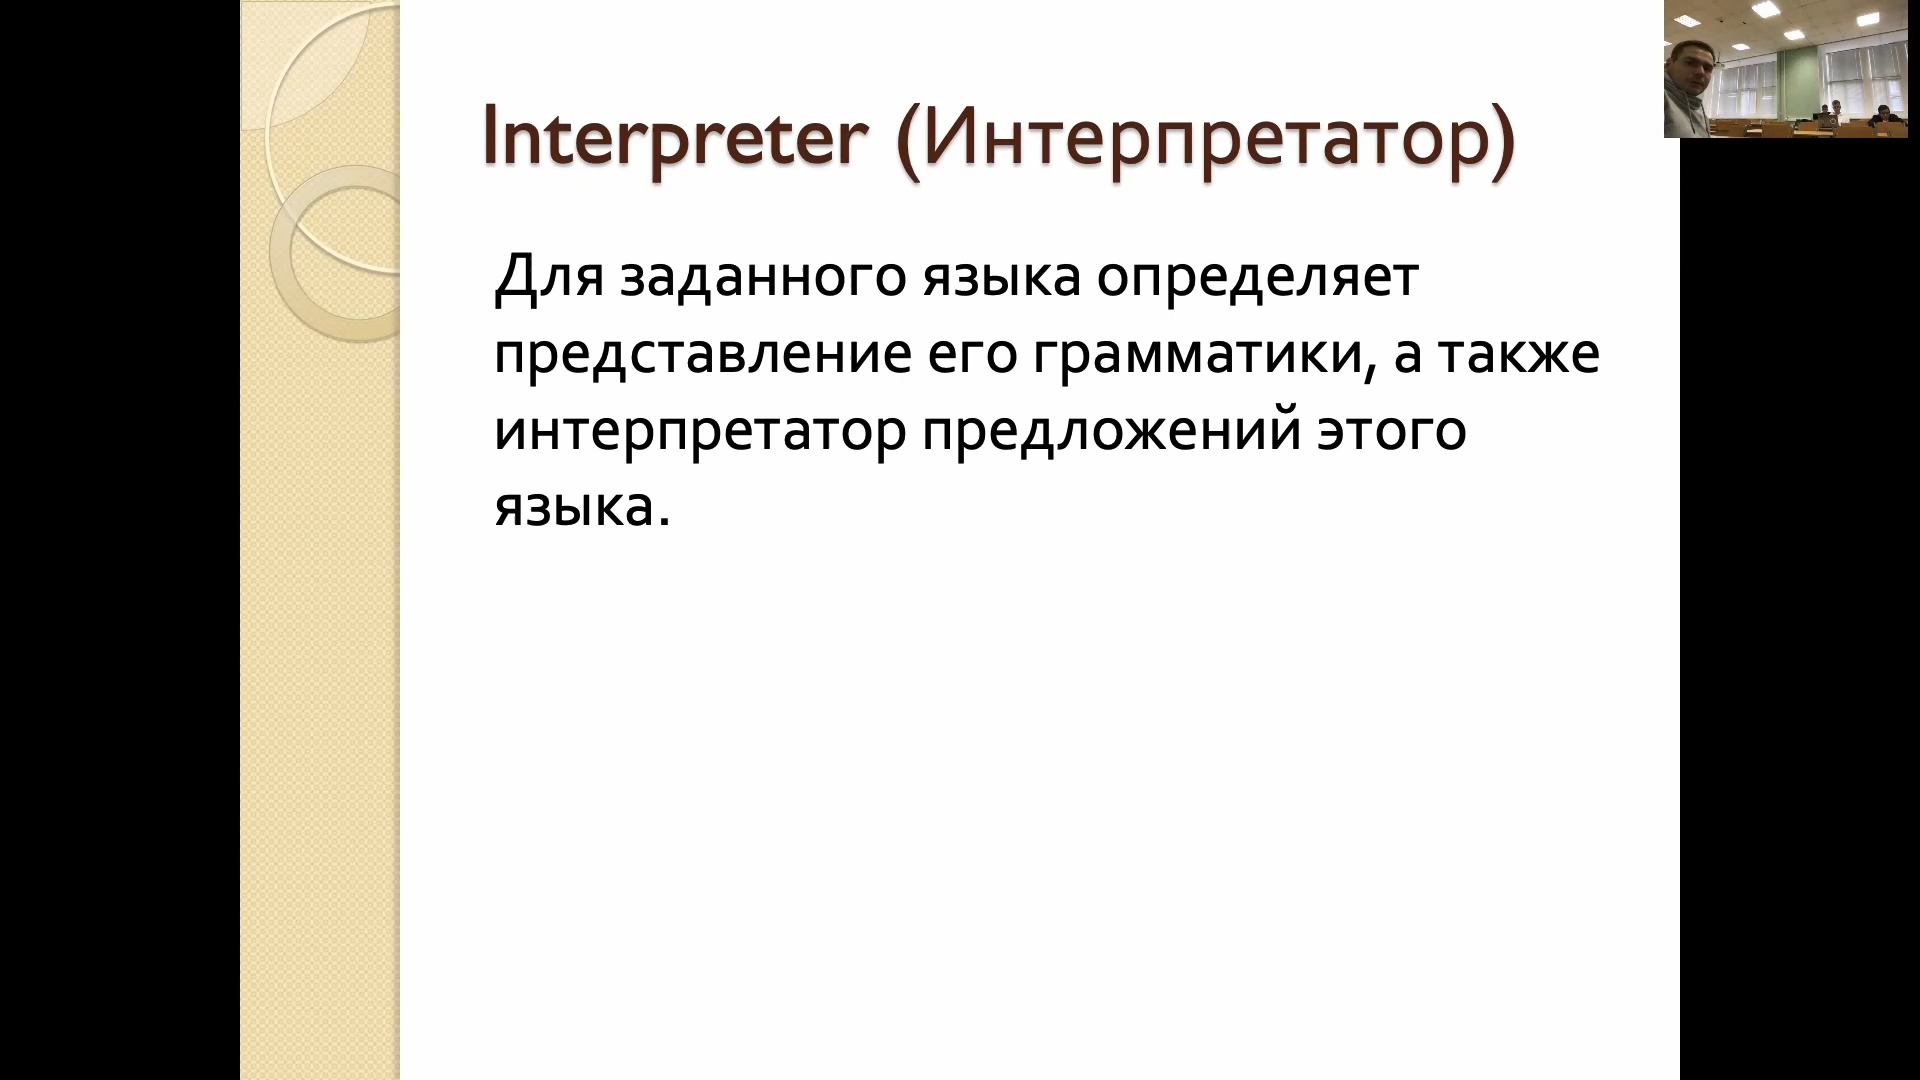 Interpreter (Интерпретатор)
Для заданного языка определяет
представление его грамматики, а также
интерпретатор предложений этого
языка.